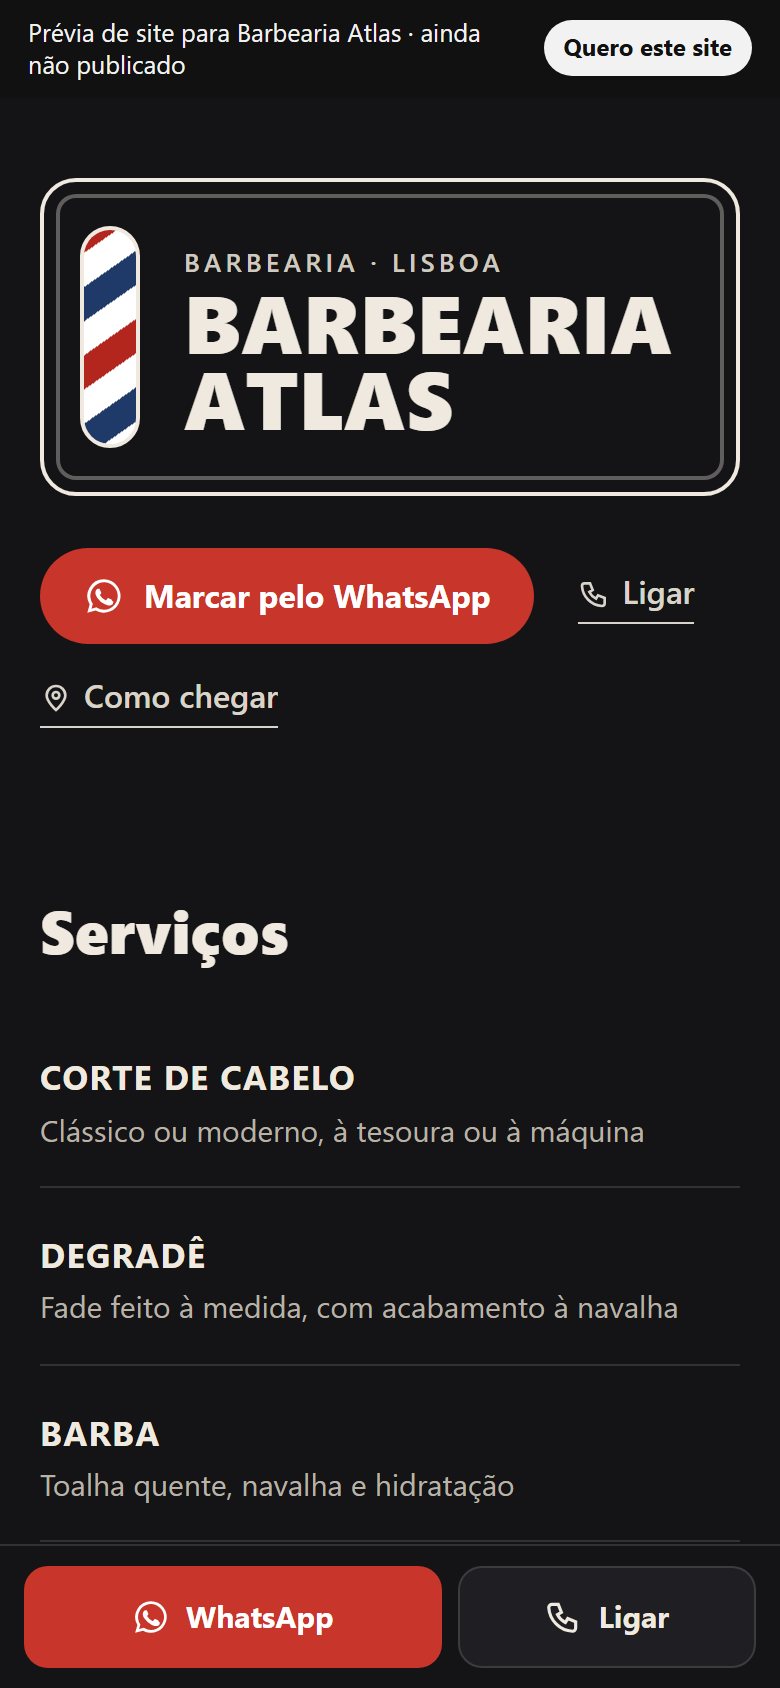 Prévia de site para Barbearia Atlas · ainda
não publicado
Quero este site
BARBEARIA · LISBOA
BARBEARIA
ATLAS
Marcar pelo WhatsApp
Ligar
Como chegar
Serviços
CORTE DE CABELO
Clássico ou moderno, à tesoura ou à máquina
DEGRADÊ
Fade feito à medida, com acabamento à navalha
BARBA
Toalha quente, navalha e hidratação
WhatsApp
Ligar